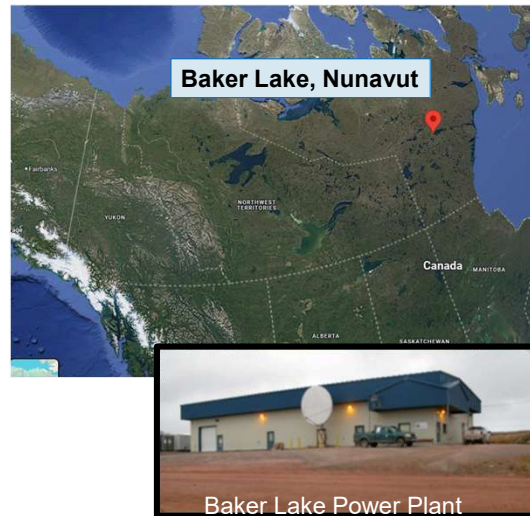 Baker Lake, Nunavut
Fairbanks
YUKON
NORTHWEST
TERRITORIES
Canada
MANITOBA
ALBERTA
SASKATCHEWAN
Baker Lake Power Plant